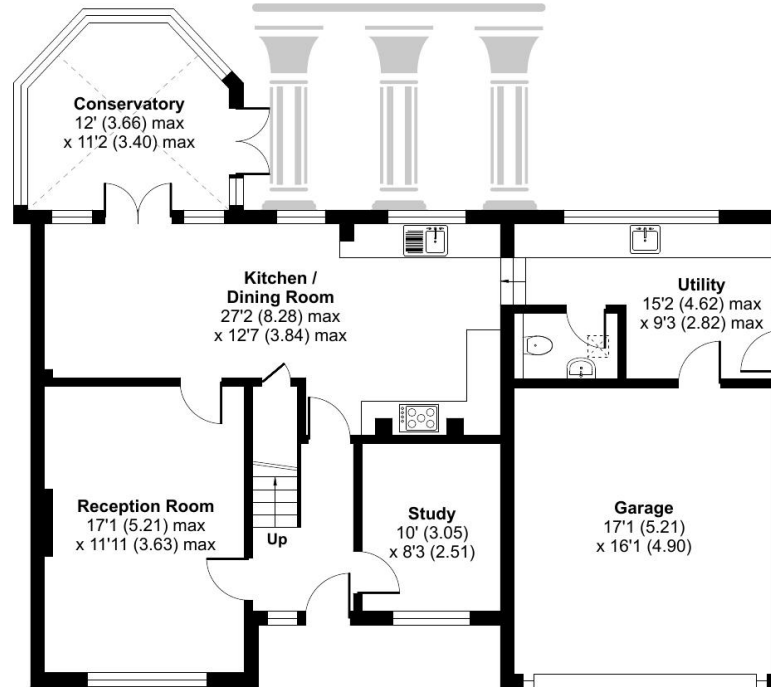 Conservatory
12' (3.66) max
x 11'2 (3.40) max
Kitchen /
Dining Room
27'2 (8.28) max
x 12'7 (3.84) max
Utility
15'2 (4.62) max
x 9'3 (2.82) max
Reception Room
17'1 (5.21) max
x 11'11 (3.63) max
Up
Study
10' (3.05)
x 8'3 (2.51)
Garage
17'1 (5.21)
x 16'1 (4.90)